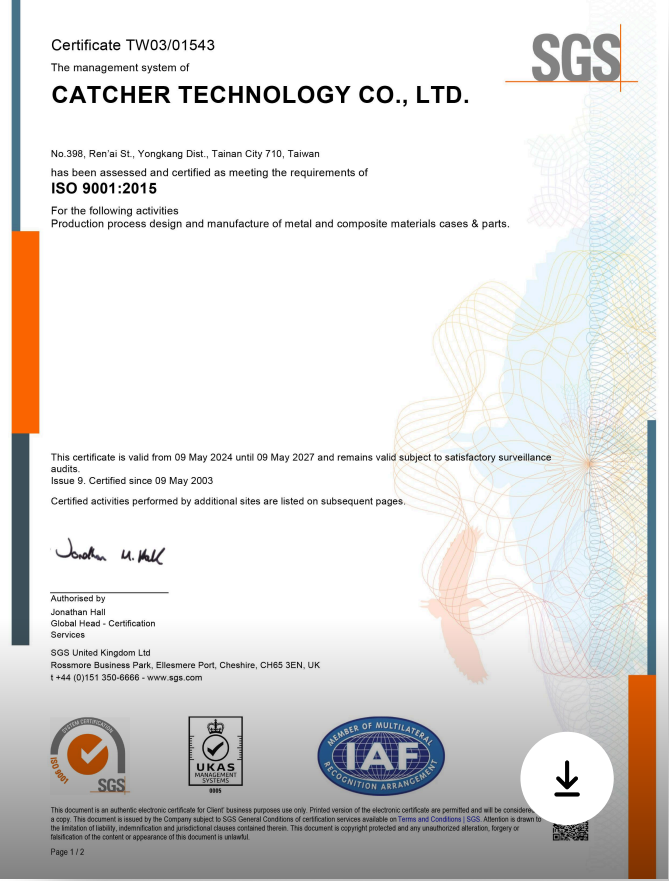 Certificate TW03/01543
SGS
The management system of
CATCHER TECHNOLOGY CO., LTD.
No.398, Ren'ai St., Yongkang Dist., Tainan City 710, Taiwan
has been assessed and certified as meeting the requirements of
ISO 9001:2015
For the following activities
Production process design and manufacture of metal and composite materials cases & parts.
This certificate is valid from 09 May 2024 until 09 May 2027 and remains valid subject to satisfactory surveillance
audits.
Issue 9. Certified since 09 May 2003
Certified activities performed by additional sites are listed on subsequent pages.
Jonathan M. Hall
Authorised by
Jonathan Hall
Global Head - Certification
Services
SGS United Kingdom Ltd
Rossmore Business Park, Ellesmere Port, Cheshire, CH65 3EN, UK
t +44 (0)151 350-6666 - www.sgs.com
SYSTEM CERTIFICATION
ISO 9001
SGS
UKAS
MANAGEMENT
SYSTEMS
0005
MEMBER OF MULTILATERAL
IAF
RECOGNITION ARRANGEMENT
This document is an authentic electronic certificate for Client' business purposes use only. Printed version of the electronic certificate are permitted and will be considere
a copy. This document is issued by the Company subject to SGS General Conditions of certification services available on Terms and Conditions | SGS. Attention is drawn to
the limitation of liability, indemnification and jurisdictional clauses contained therein. This document is copyright protected and any unauthorized alteration, forgery or
falsification of the content or appearance of this document is unlawful.
Page 1 / 2